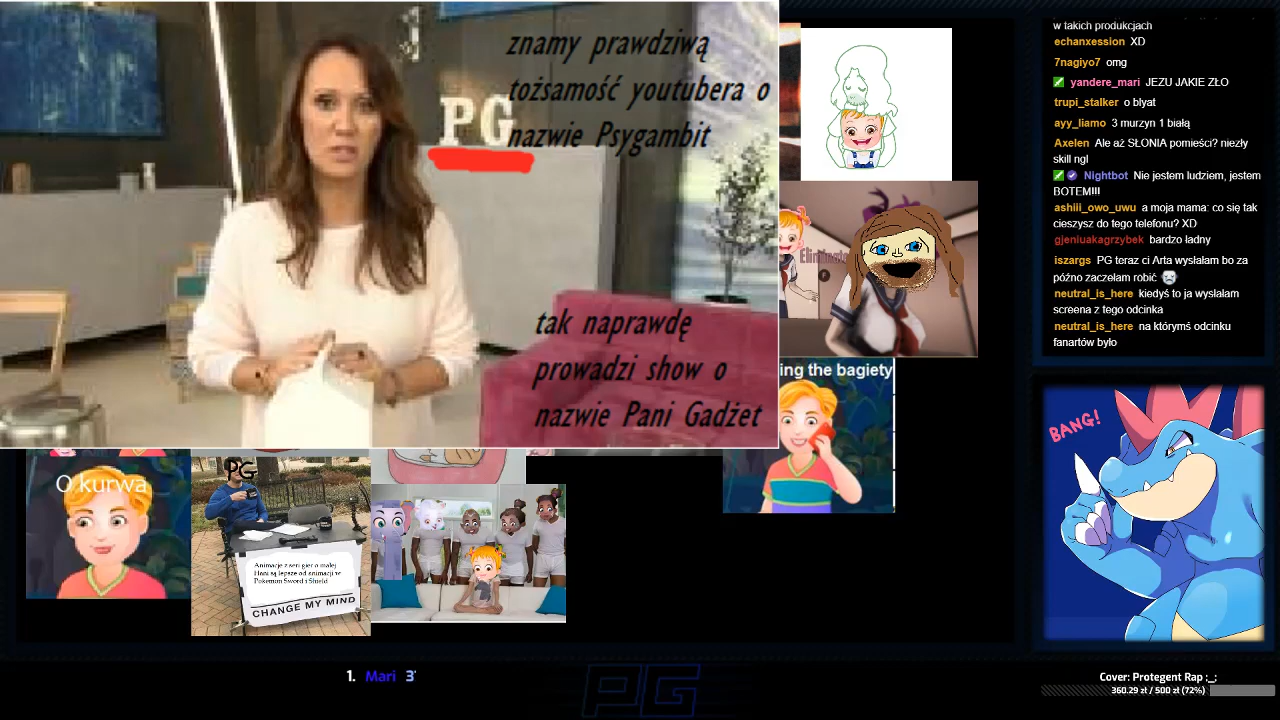 znamy prawdziwą
tożsamość youtubera o
nazwie Psygambit
PG
tak naprawdę
prowadzi show o
nazwie Pani Gadżet
ing the bagiety
O kurwa
PG
Animacje z serii gier o małej
Hani są lepsze od animacji ze
Pokemon Sword i Shield
CHANGE MY MIND
w takich produkcjach
echanxession XD
7nagiyo7 omg
yandere_mari JEZU JAKIE ZŁO
trupi_stalker o blyat
ayy_liamo 3 murzyn 1 białą
Axelen Ale aż SŁONIA pomieści? niezły
skill ngl
Nightbot Nie jestem ludziem, jestem
BOTEM!!!
ashiii_owo_uwu a moja mama: co się tak
cieszysz do tego telefonu? XD
gjeniuakagrzybek bardzo ładny
iszargs PG teraz ci Arta wysłałam bo za
późno zaczełam robić
neutral_is_here kiedyś to ja wysłałam
screena z tego odcinka
neutral_is_here na którymś odcinku
fanartów było
BANG!
1. Mari 3
PG
Cover: Protegent Rap :_:
360.29 zł / 500 zł (72%)